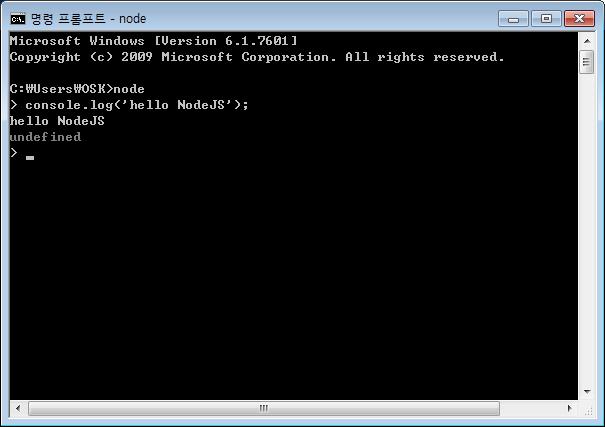 명령 프롬프트 - node
Microsoft Windows [Version 6.1.7601]
Copyright (c) 2009 Microsoft Corporation. All rights reserved.
C:₩Users₩OSK>node
> console.log('hello NodeJS');
hello NodeJS
undefined
>